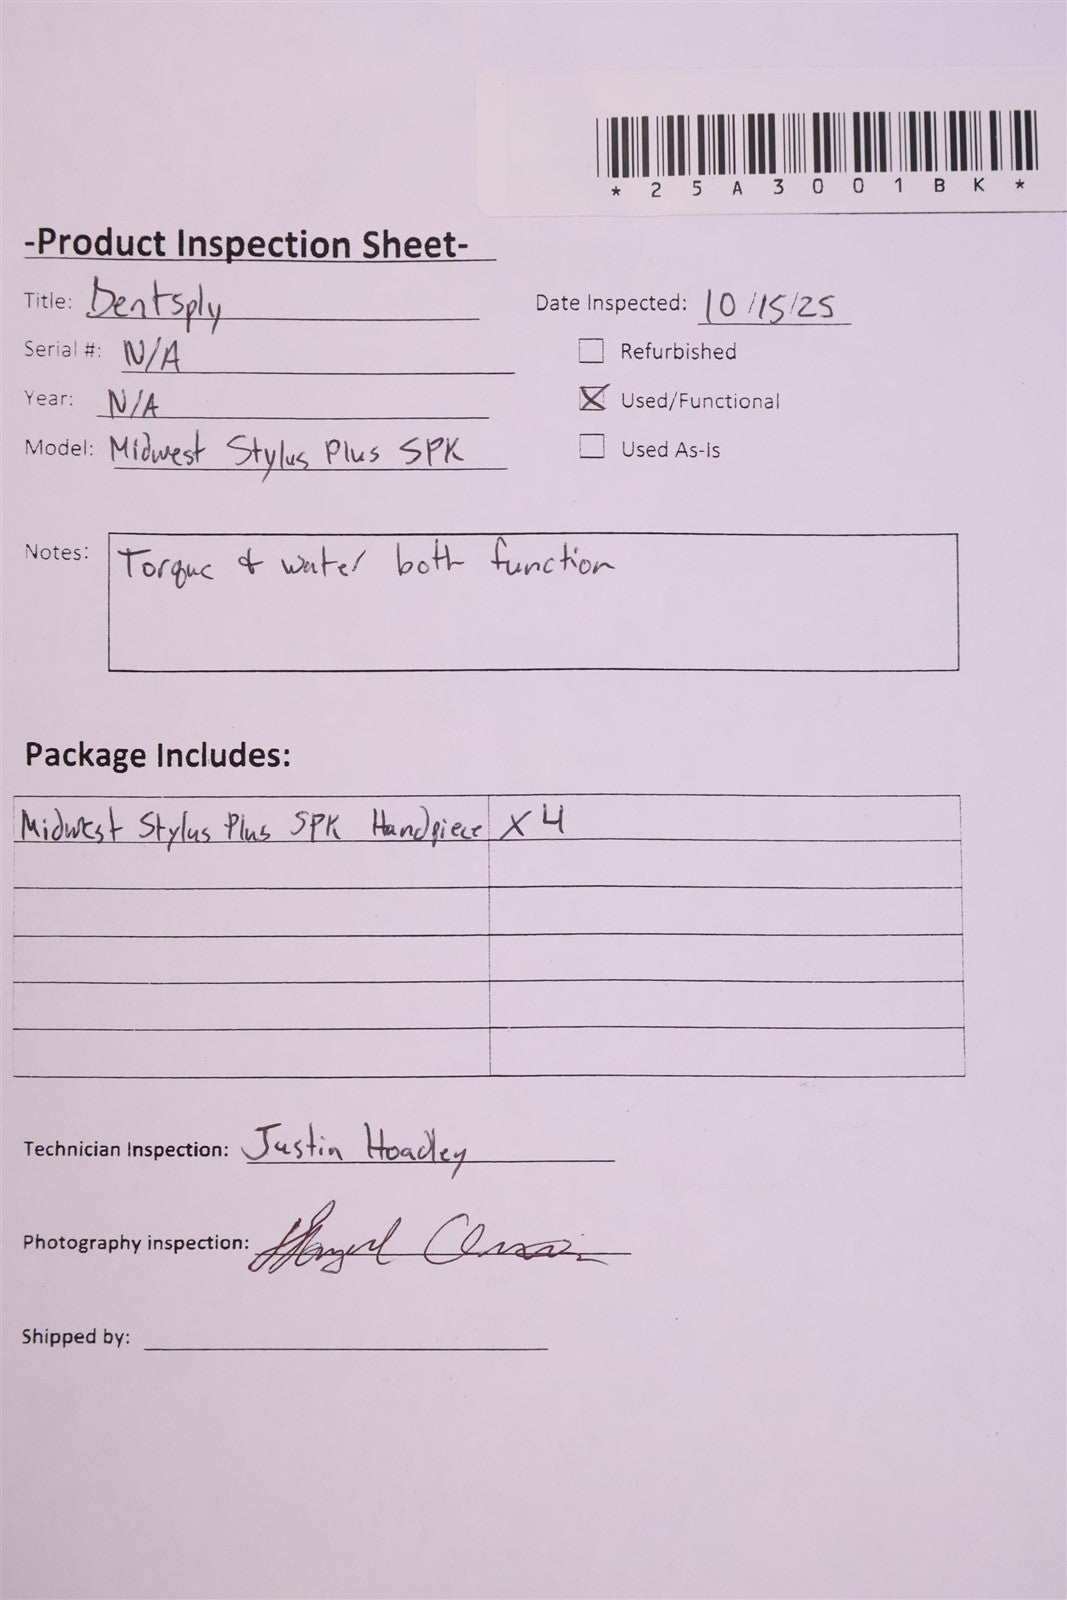 *25A3001BK*
-Product Inspection Sheet-
Title: Dentsply
Date Inspected: 10/15/25
Serial #: N/A
Refurbished
Year: N/A
Used/Functional
Model: Midwest Stylus Plus SPK
Used As-Is
Notes: Torque & water both function
Package Includes:
Midwest Stylus Plus SPK Handpiece X4
Technician Inspection: Justin Hoadley
Photography inspection:
Shipped by: